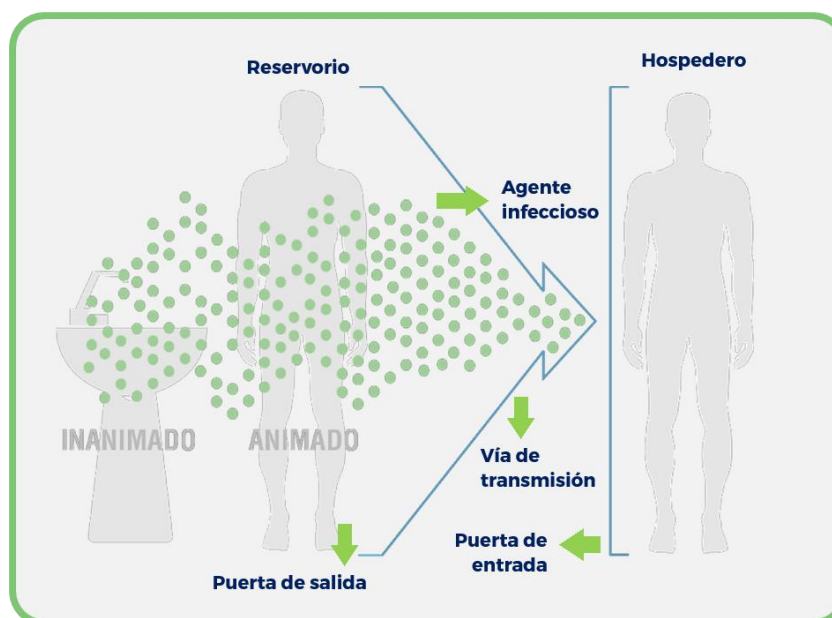 Reservorio
Hospedero
Agente
infeccioso
INANIMADO
ANIMADO
Vía de
transmisión
Puerta de
entrada
Puerta de salida